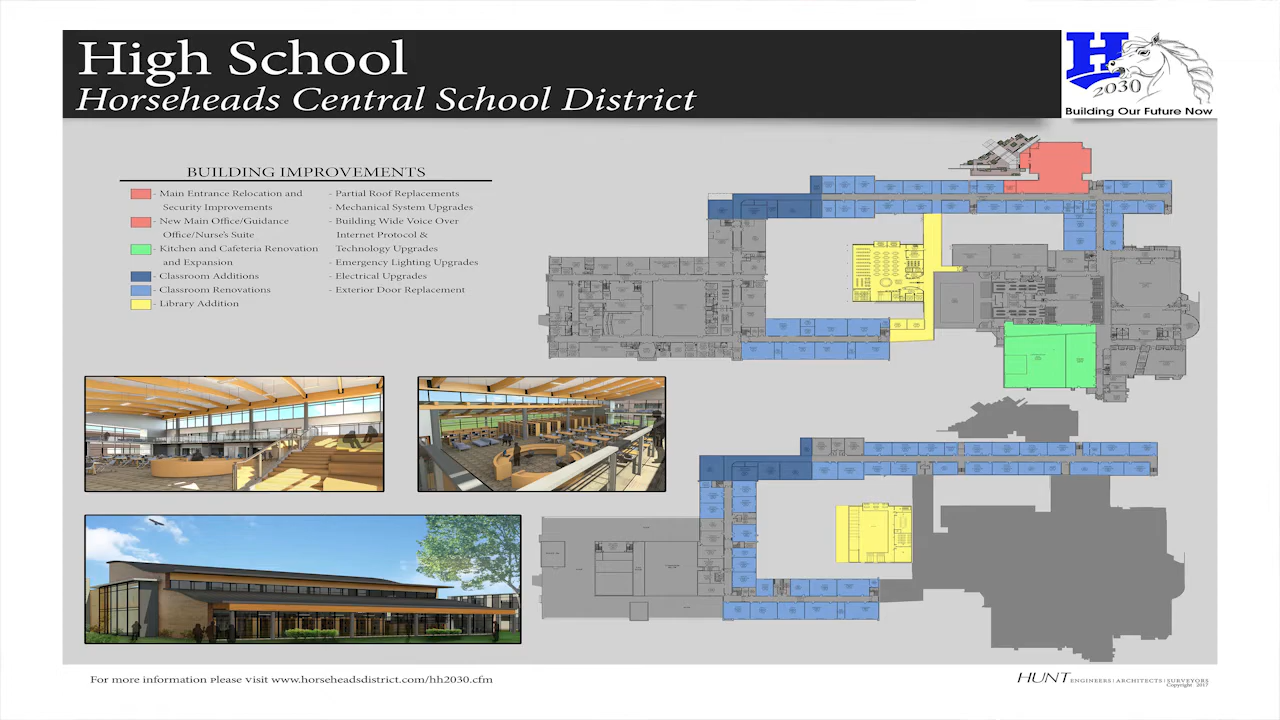 High School
Horseheads Central School District
H
2030
Building Our Future Now
BUILDING IMPROVEMENTS
- Main Entrance Relocation and
Security Improvements
- New Main Office/Guidance
Office/Nurse's Suite
- Kitchen and Cafeteria Renovation
and Expansion
- Classroom Additions
- Classroom Renovations
- Library Addition
- Partial Roof Replacements
- Mechanical System Upgrades
- Building Wide Voice Over
Internet Protocol &
Technology Upgrades
- Emergency Lighting Upgrades
- Electrical Upgrades
- Exterior Door Replacement
For more information please visit www.horseheadsdistrict.com/hh2030.cfm
HUNT ENGINEERS | ARCHITECTS | SURVEYORS
Copyright 2017